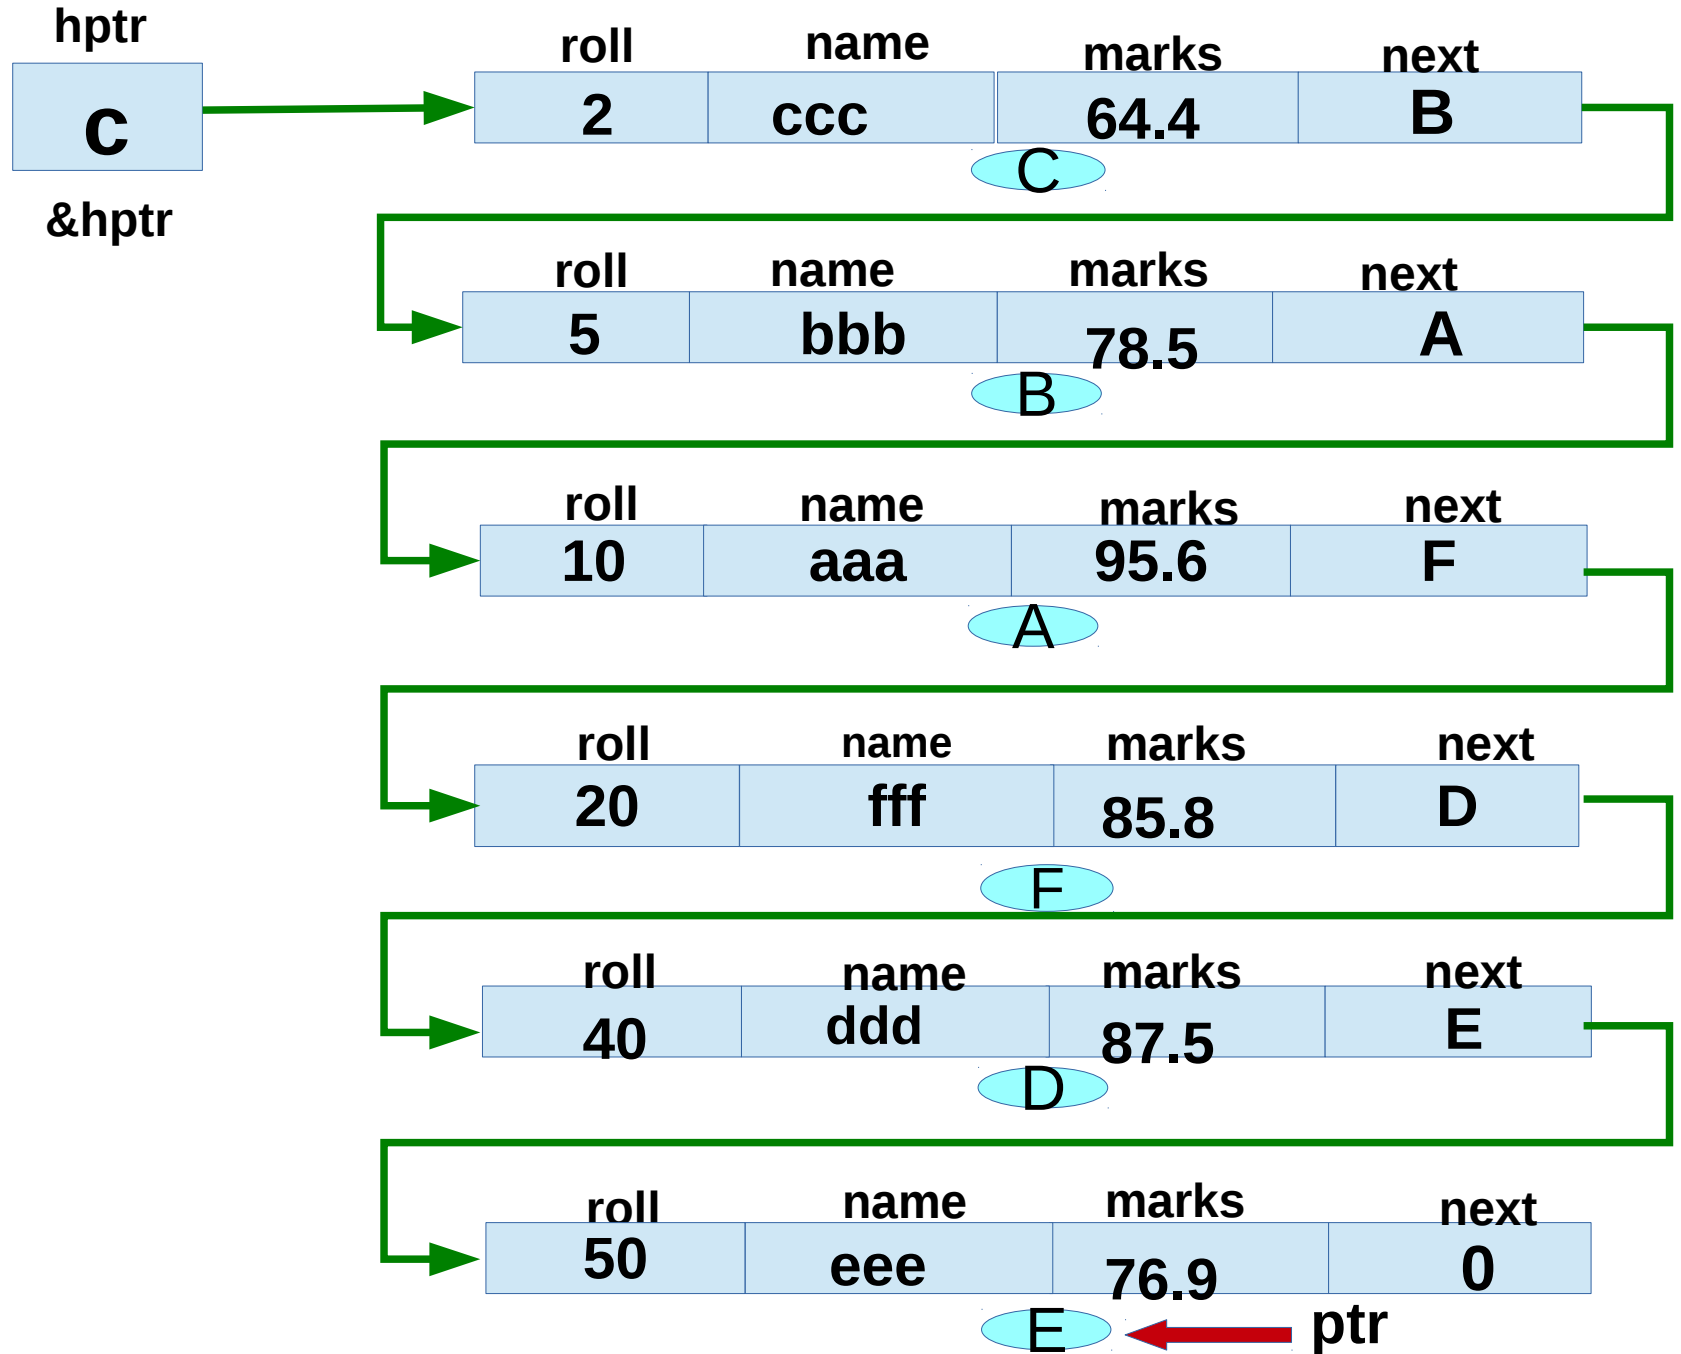 hptr
c
&hptr
roll name marks next
2 ccc 64.4 B
C
roll name marks next
5 bbb 78.5 A
B
roll name marks next
10 aaa 95.6 F
A
roll name marks next
20 fff 85.8 D
F
roll name marks next
40 ddd 87.5 E
D
roll name marks next
50 eee 76.9 0
E ptr